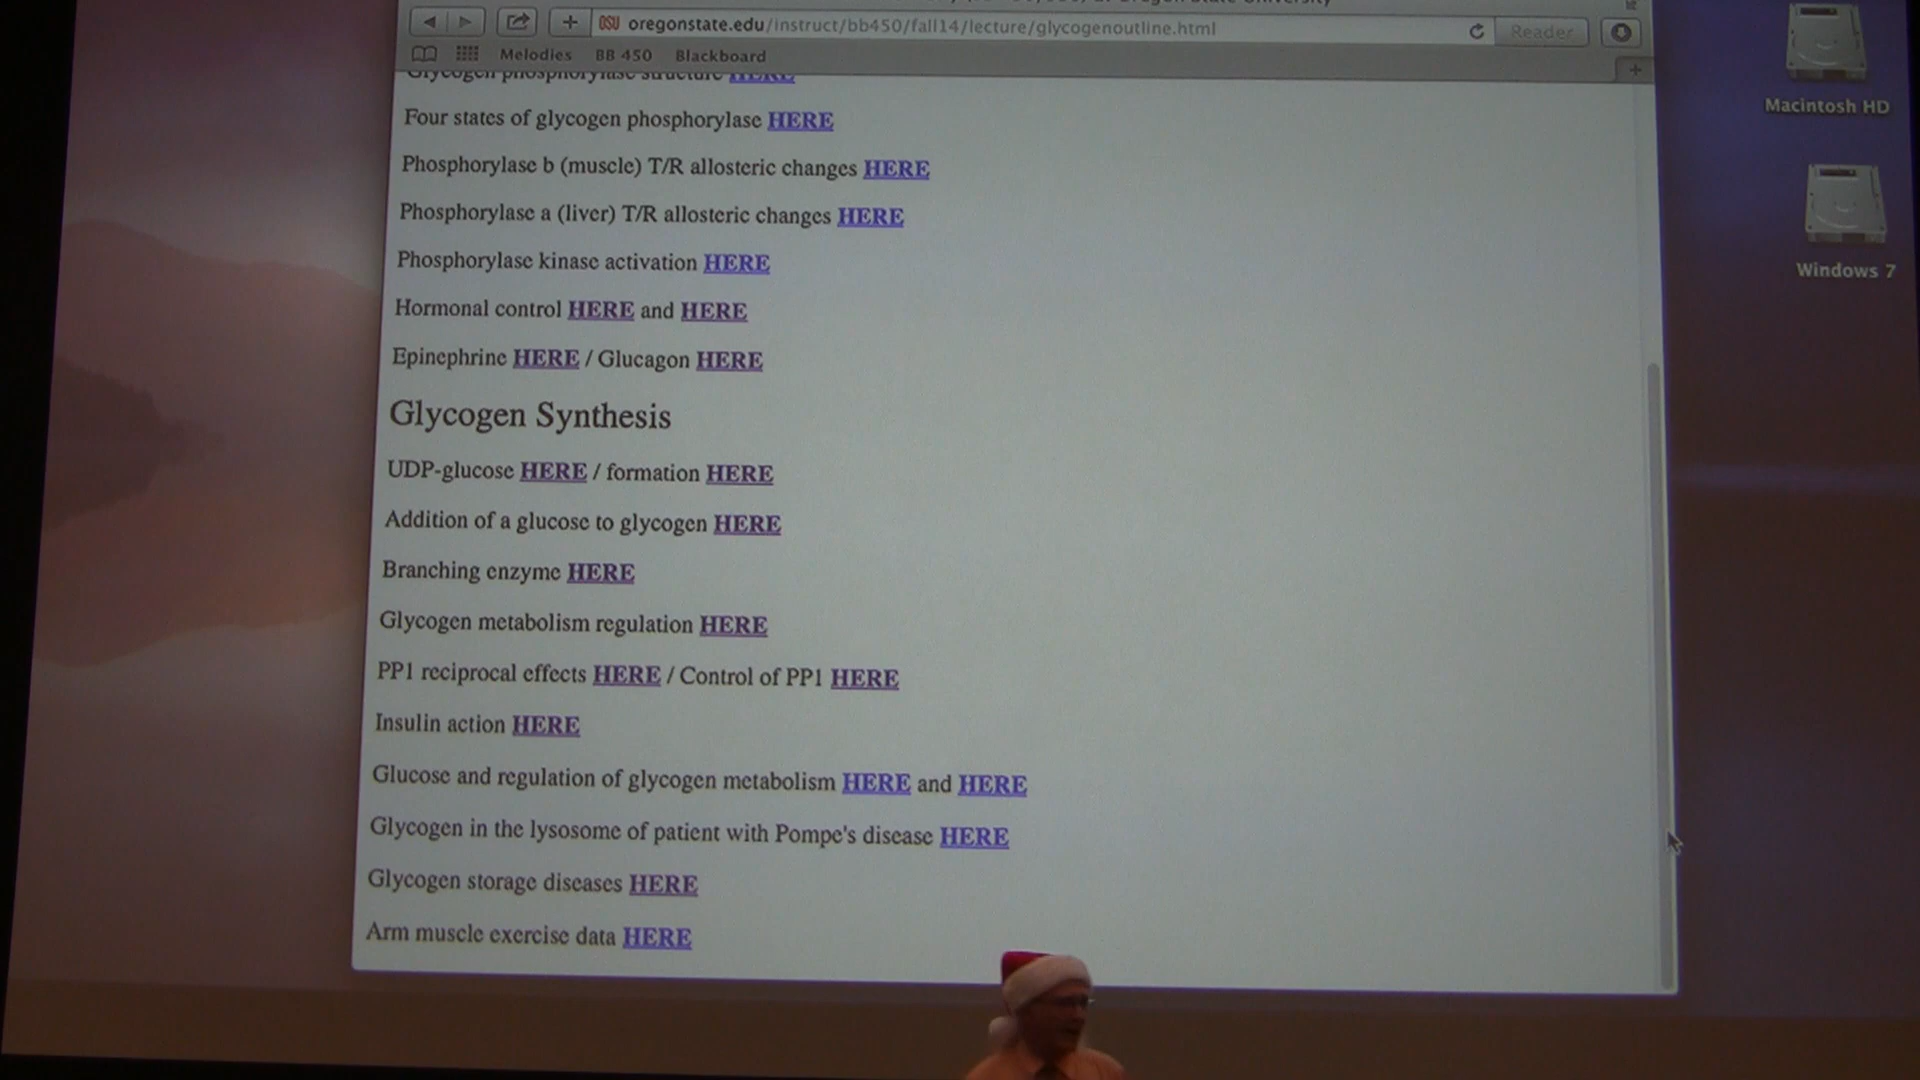 oregonstate.edu/instruct/bb450/fall14/lecture/glycogenoutline.html
Reader
Melodies BB 450 Blackboard
Glycogen phosphorylase structure HERE
Four states of glycogen phosphorylase HERE
Phosphorylase b (muscle) T/R allosteric changes HERE
Phosphorylase a (liver) T/R allosteric changes HERE
Phosphorylase kinase activation HERE
Hormonal control HERE and HERE
Epinephrine HERE / Glucagon HERE
Glycogen Synthesis
UDP-glucose HERE / formation HERE
Addition of a glucose to glycogen HERE
Branching enzyme HERE
Glycogen metabolism regulation HERE
PP1 reciprocal effects HERE / Control of PP1 HERE
Insulin action HERE
Glucose and regulation of glycogen metabolism HERE and HERE
Glycogen in the lysosome of patient with Pompe's disease HERE
Glycogen storage diseases HERE
Arm muscle exercise data HERE
Macintosh HD
Windows 7